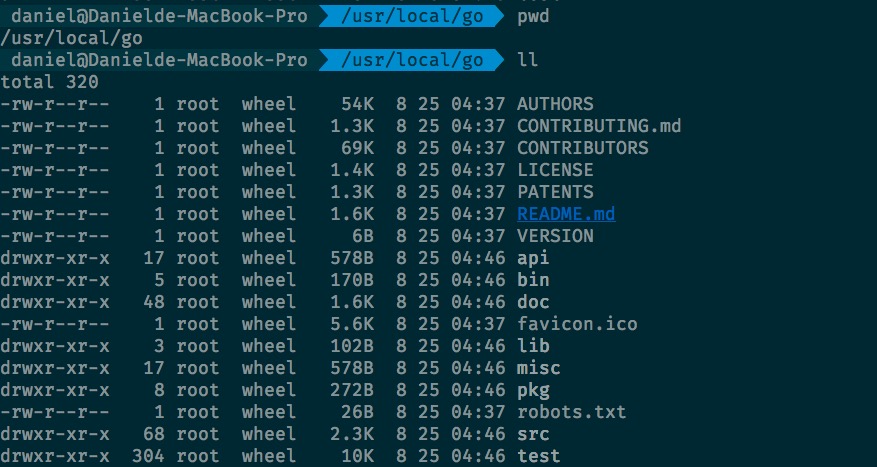 daniel@Danielde-MacBook-Pro /usr/local/go pwd
/usr/local/go
daniel@Danielde-MacBook-Pro /usr/local/go ll
total 320
-rw-r--r-- 1 root wheel 54K 8 25 04:37 AUTHORS
-rw-r--r-- 1 root wheel 1.3K 8 25 04:37 CONTRIBUTING.md
-rw-r--r-- 1 root wheel 69K 8 25 04:37 CONTRIBUTORS
-rw-r--r-- 1 root wheel 1.4K 8 25 04:37 LICENSE
-rw-r--r-- 1 root wheel 1.3K 8 25 04:37 PATENTS
-rw-r--r-- 1 root wheel 1.6K 8 25 04:37 README.md
-rw-r--r-- 1 root wheel 6B 8 25 04:37 VERSION
drwxr-xr-x 17 root wheel 578B 8 25 04:46 api
drwxr-xr-x 5 root wheel 170B 8 25 04:46 bin
drwxr-xr-x 48 root wheel 1.6K 8 25 04:46 doc
-rw-r--r-- 1 root wheel 5.6K 8 25 04:37 favicon.ico
drwxr-xr-x 3 root wheel 102B 8 25 04:46 lib
drwxr-xr-x 17 root wheel 578B 8 25 04:46 misc
drwxr-xr-x 8 root wheel 272B 8 25 04:46 pkg
-rw-r--r-- 1 root wheel 26B 8 25 04:37 robots.txt
drwxr-xr-x 68 root wheel 2.3K 8 25 04:46 src
drwxr-xr-x 304 root wheel 10K 8 25 04:46 test